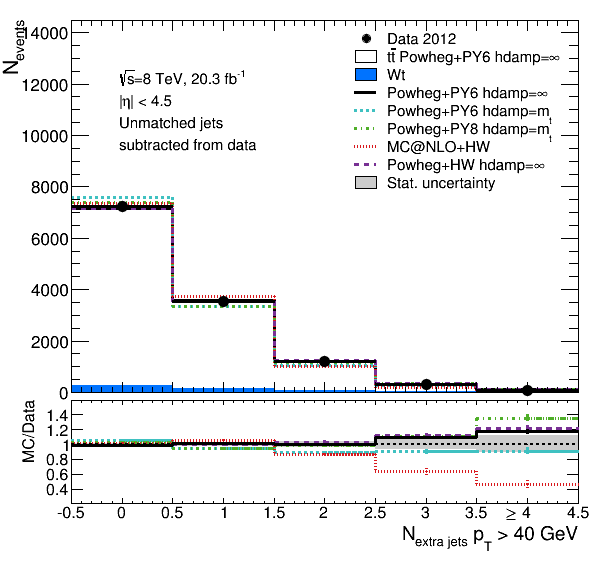 N_events
14000
12000
10000
8000
6000
4000
2000
0
√s=8 TeV, 20.3 fb⁻¹
|η| < 4.5
Unmatched jets
subtracted from data
Data 2012
tt̄ Powheg+PY6 hdamp=∞
Wt
Powheg+PY6 hdamp=∞
Powheg+PY6 hdamp=m_t
Powheg+PY8 hdamp=m_t
MC@NLO+HW
Powheg+HW hdamp=∞
Stat. uncertainty
MC/Data
1.4
1.2
1
0.8
0.6
0.4
-0.5 0 0.5 1 1.5 2 2.5 3 3.5 ≥ 4 4.5
N_extra jets p_T > 40 GeV